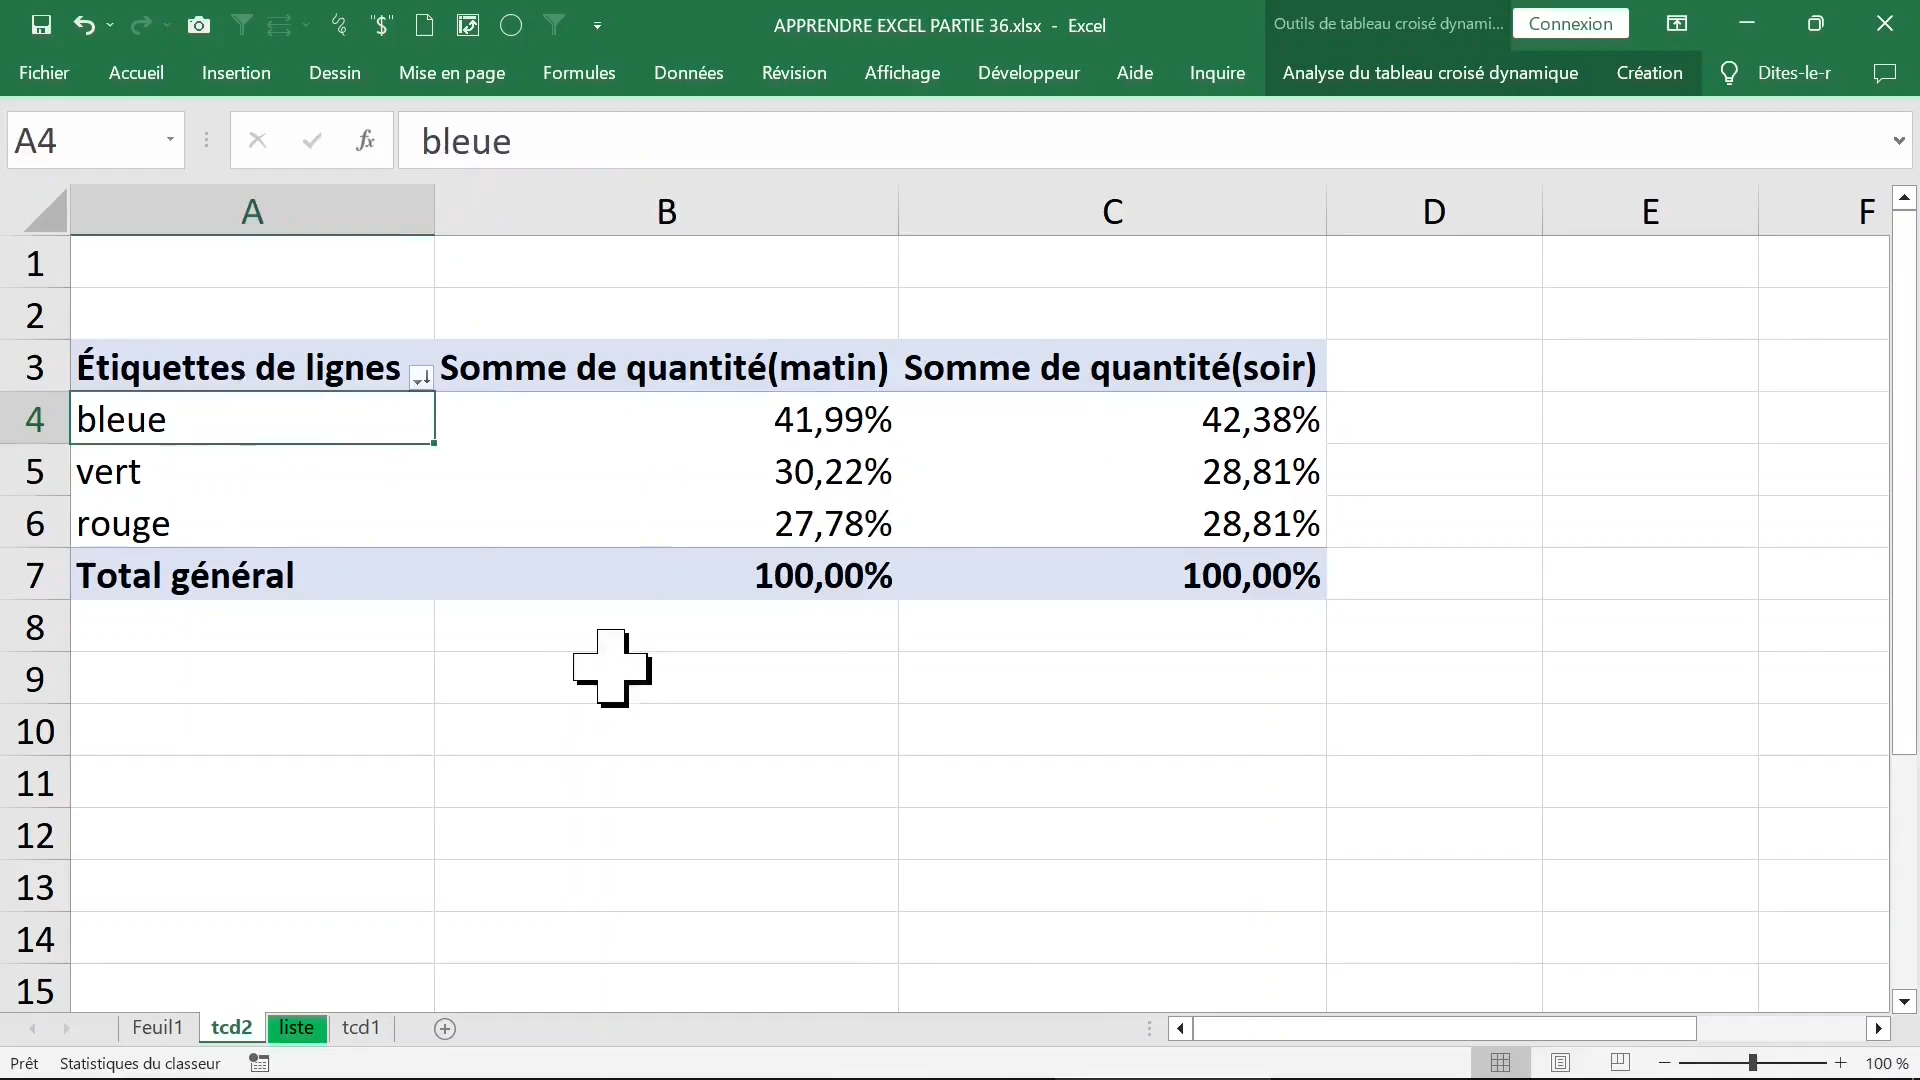 "$"
APPRENDRE EXCEL PARTIE 36.xlsx - Excel
Outils de tableau croisé dynami...
Connexion
Fichier Accueil Insertion Dessin Mise en page Formules Données Révision Affichage Développeur Aide Inquire Analyse du tableau croisé dynamique Création Dites-le-r
A4 fx bleue
A B C D E F
1
2
3 Étiquettes de lignes Somme de quantité(matin) Somme de quantité(soir)
4 bleue 41,99% 42,38%
5 vert 30,22% 28,81%
6 rouge 27,78% 28,81%
7 Total général 100,00% 100,00%
8
9
10
11
12
13
14
15
Feuil1 tcd2 liste tcd1
Prêt Statistiques du classeur 100 %